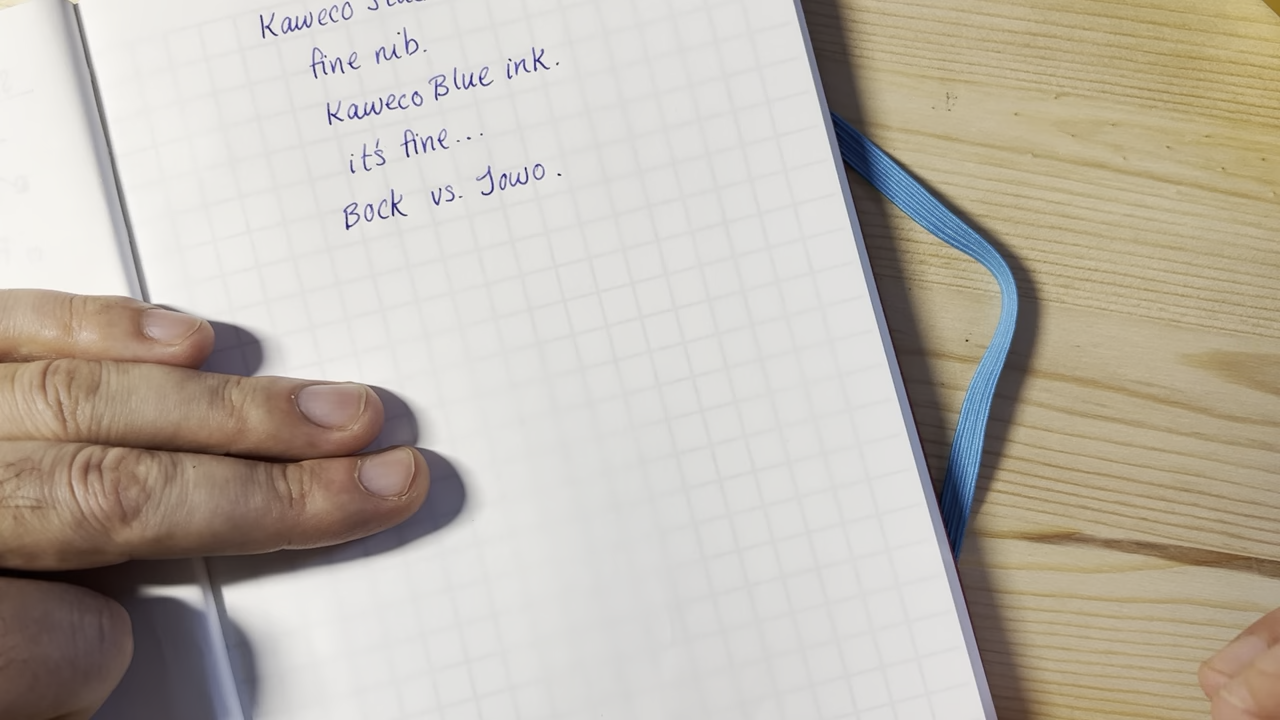 Kaweco
fine nib.
Kaweco Blue ink.
it's fine...
Bock vs. Jowo.